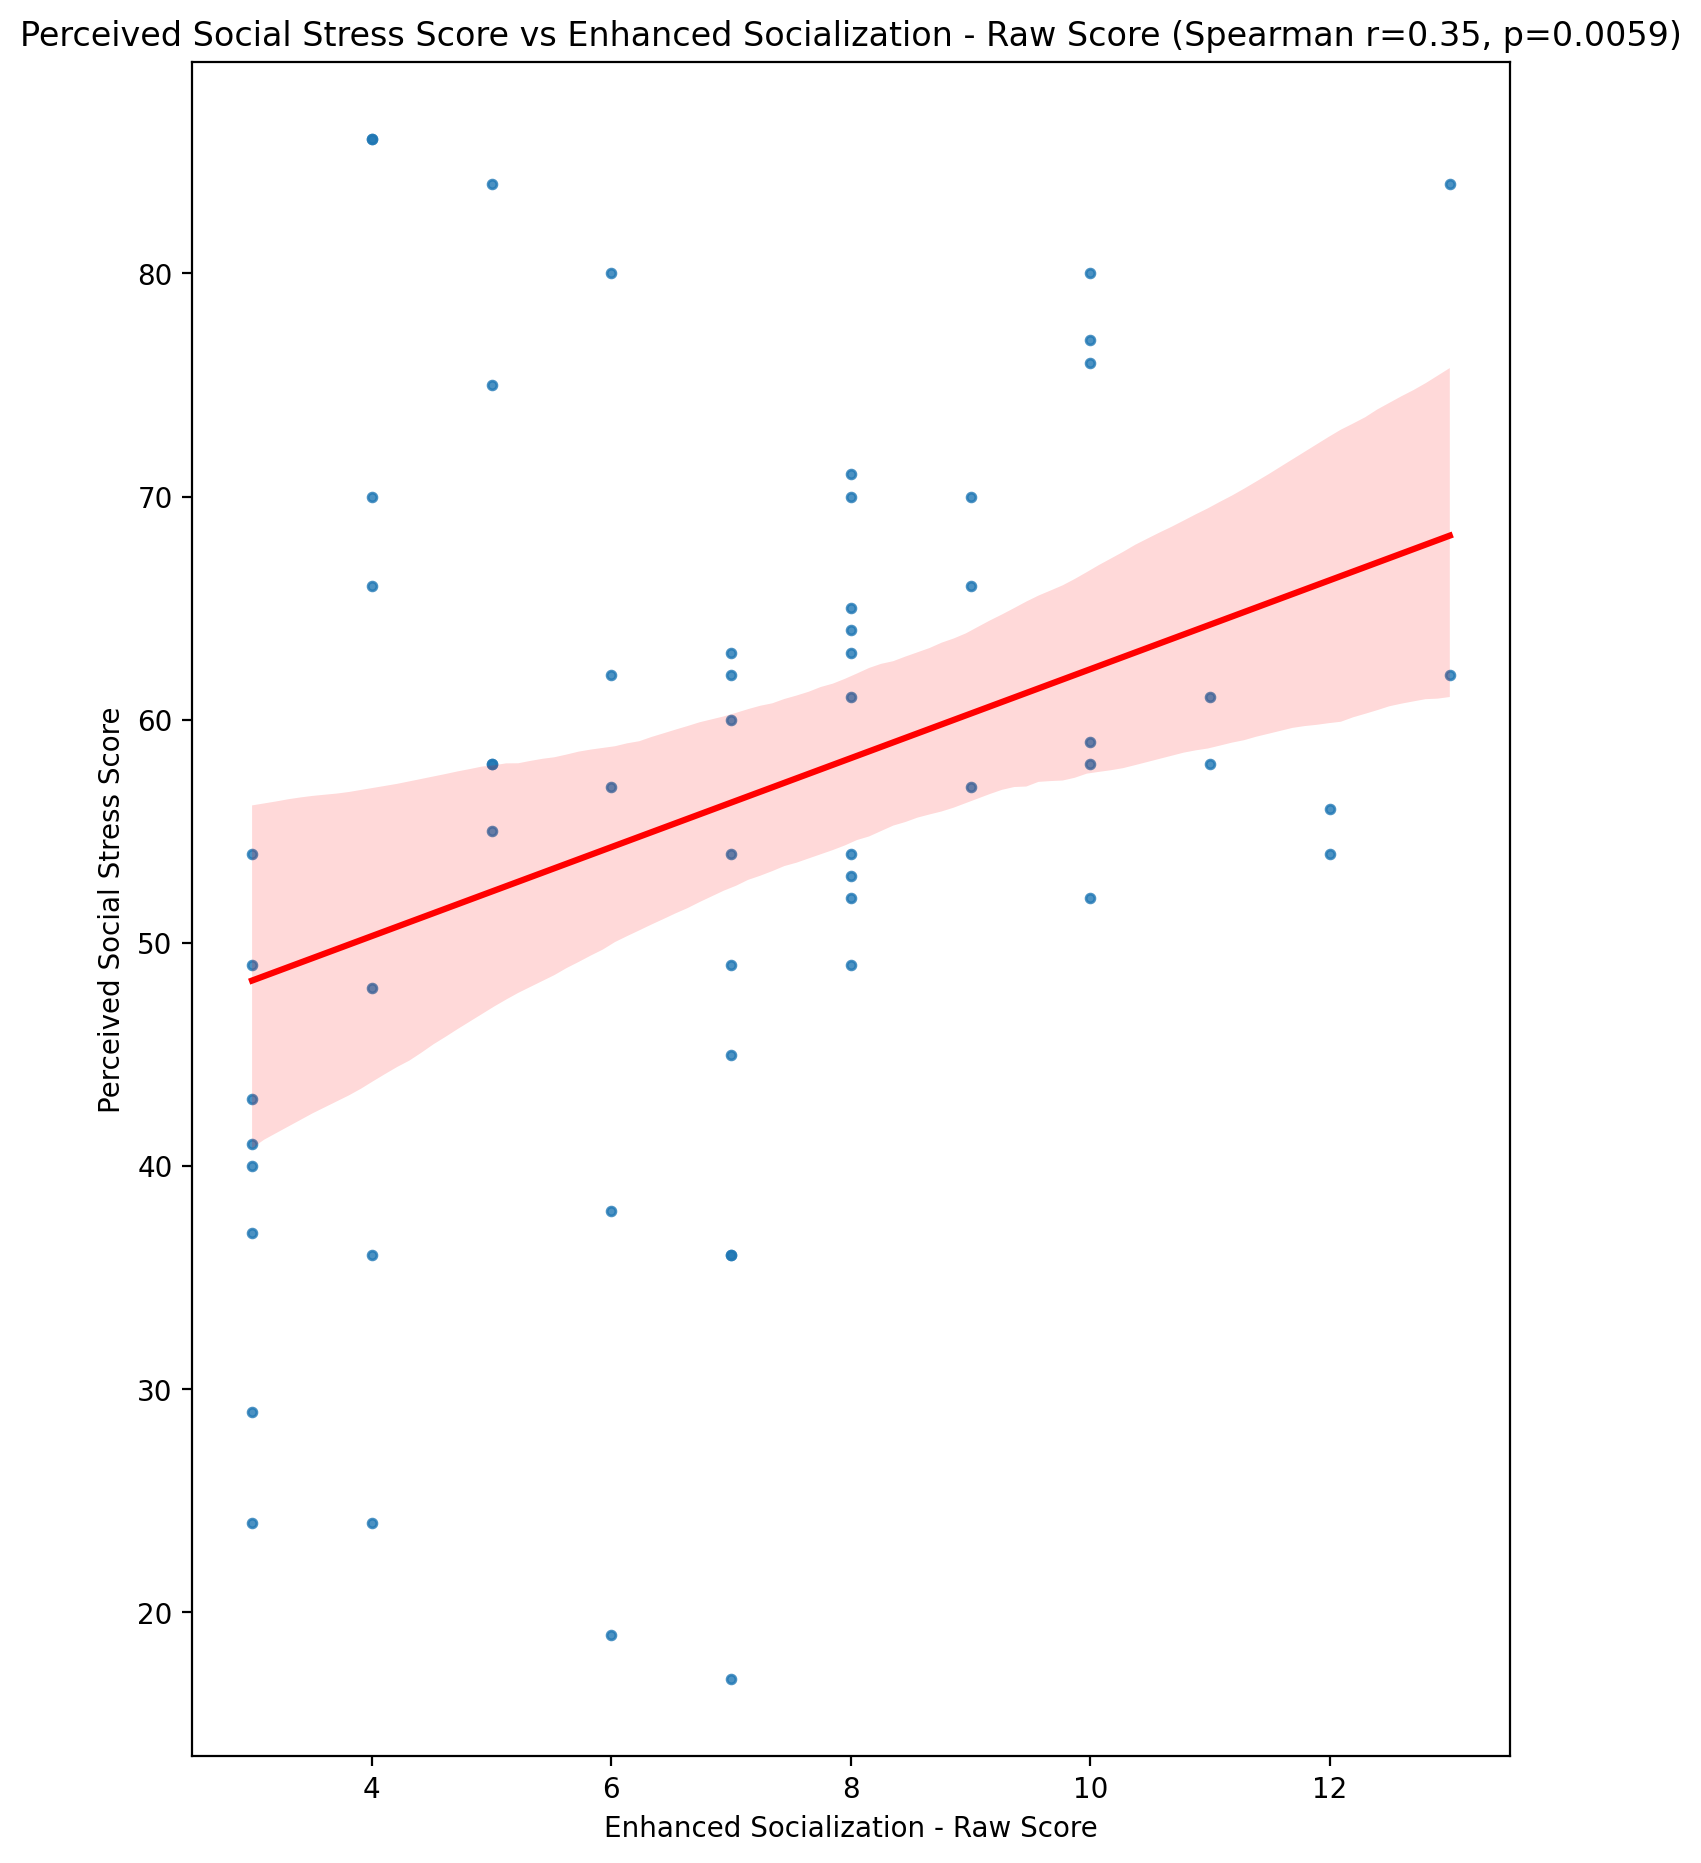 Perceived Social Stress Score vs Enhanced Socialization - Raw Score (Spearman r=0.35, p=0.0059)
80
70
60
50
40
30
20
Perceived Social Stress Score
4 6 8 10 12
Enhanced Socialization - Raw Score